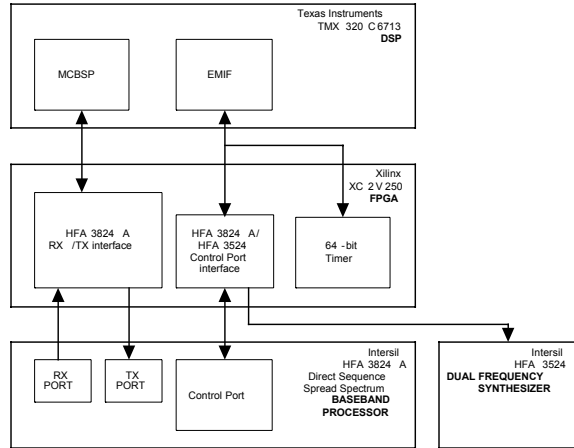 Texas Instruments
TMX 320 C 6713
DSP
MCBSP
EMIF
Xilinx
XC 2 V 250
FPGA
HFA 3824 A
RX /TX interface
HFA 3824 A/
HFA 3524
Control Port
interface
64 -bit
Timer
RX
PORT
TX
PORT
Control Port
Intersil
HFA 3824 A
Direct Sequence
Spread Spectrum
BASEBAND
PROCESSOR
Intersil
HFA 3524
DUAL FREQUENCY
SYNTHESIZER